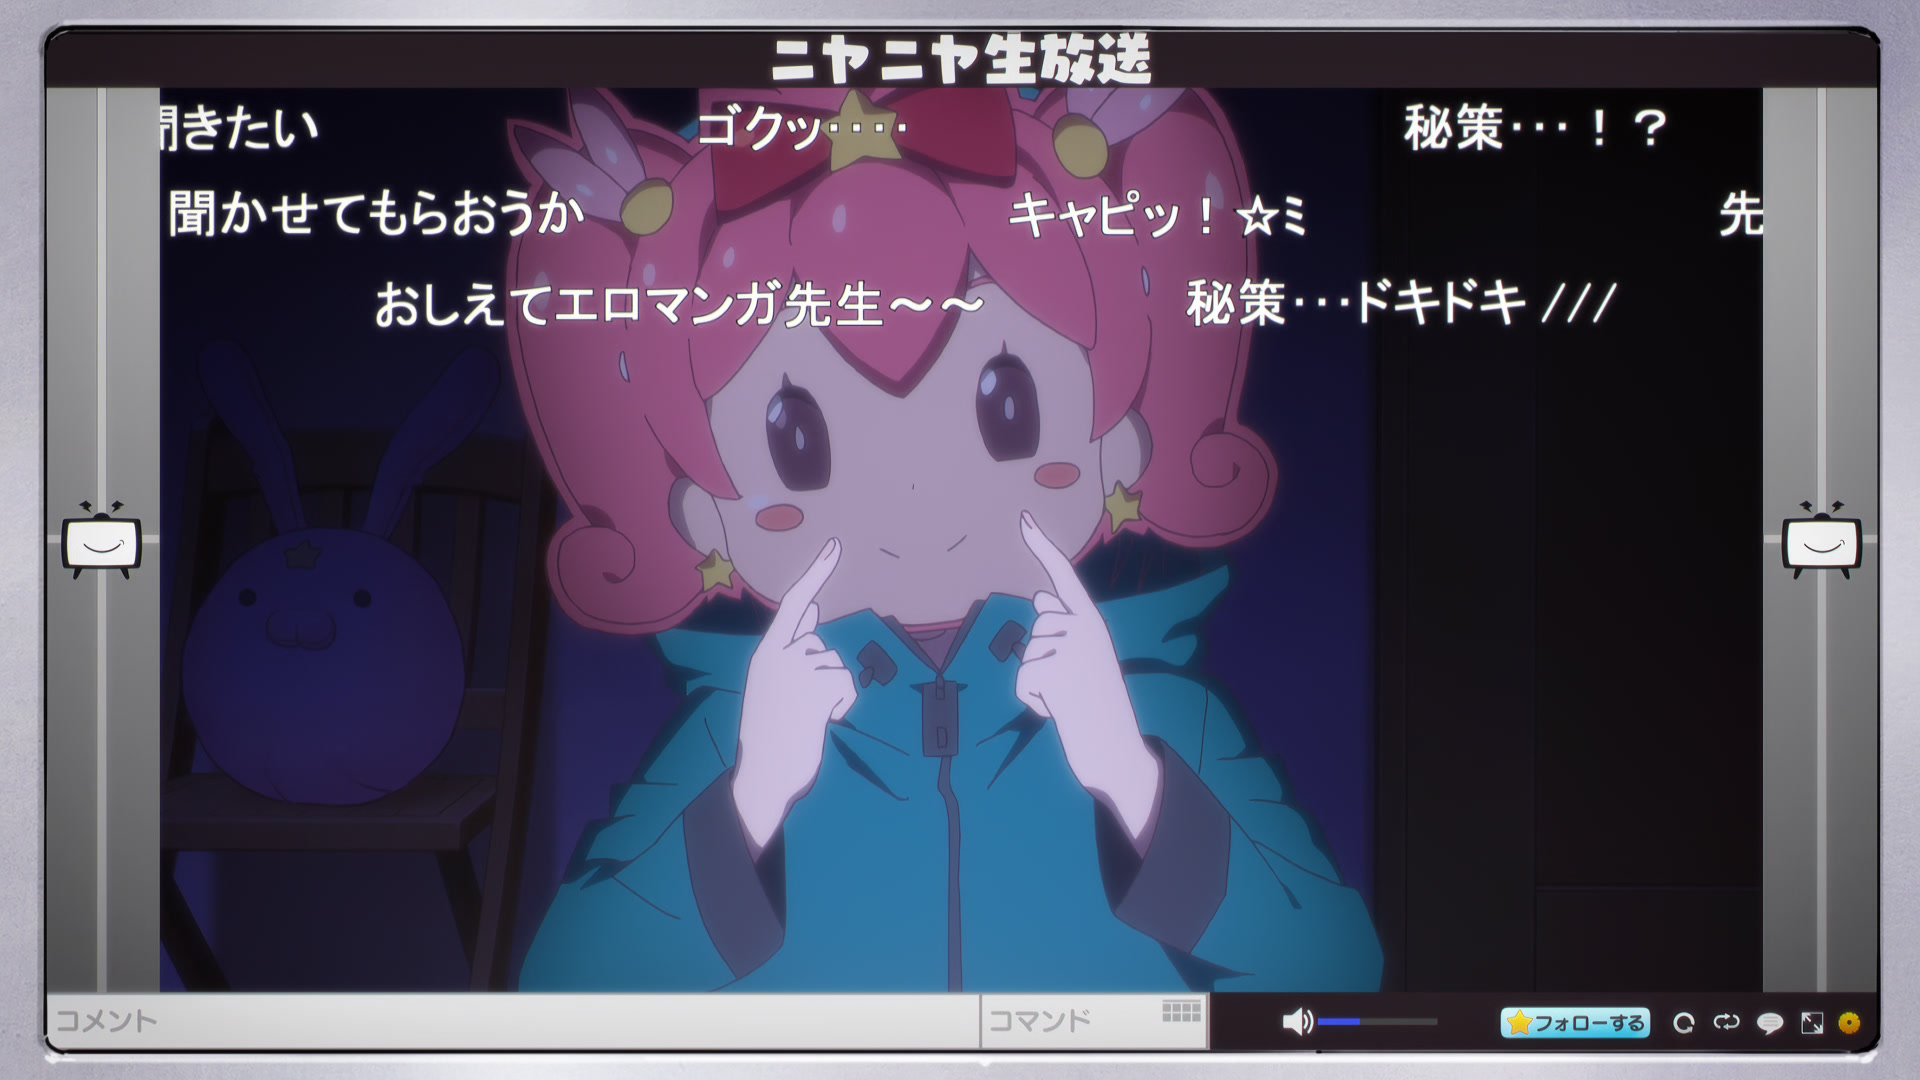 ニヤニヤ生放送
聞きたい
ゴクッ‥‥
秘策…！？
聞かせてもらおうか
キャピッ！☆ミ
先
おしえてエロマンガ先生～～
秘策…ドキドキ///
コメント
コマンド
フォローする